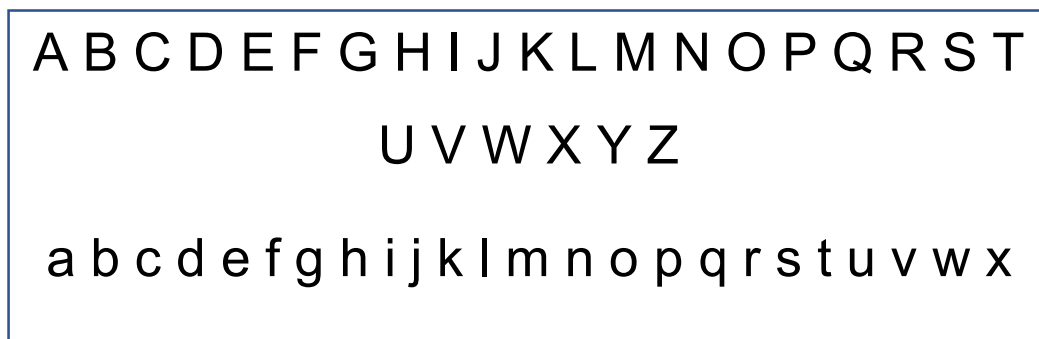 A B C D E F G H I J K L M N O P Q R S T
U V W X Y Z
a b c d e f g h i j k l m n o p q r s t u v w x